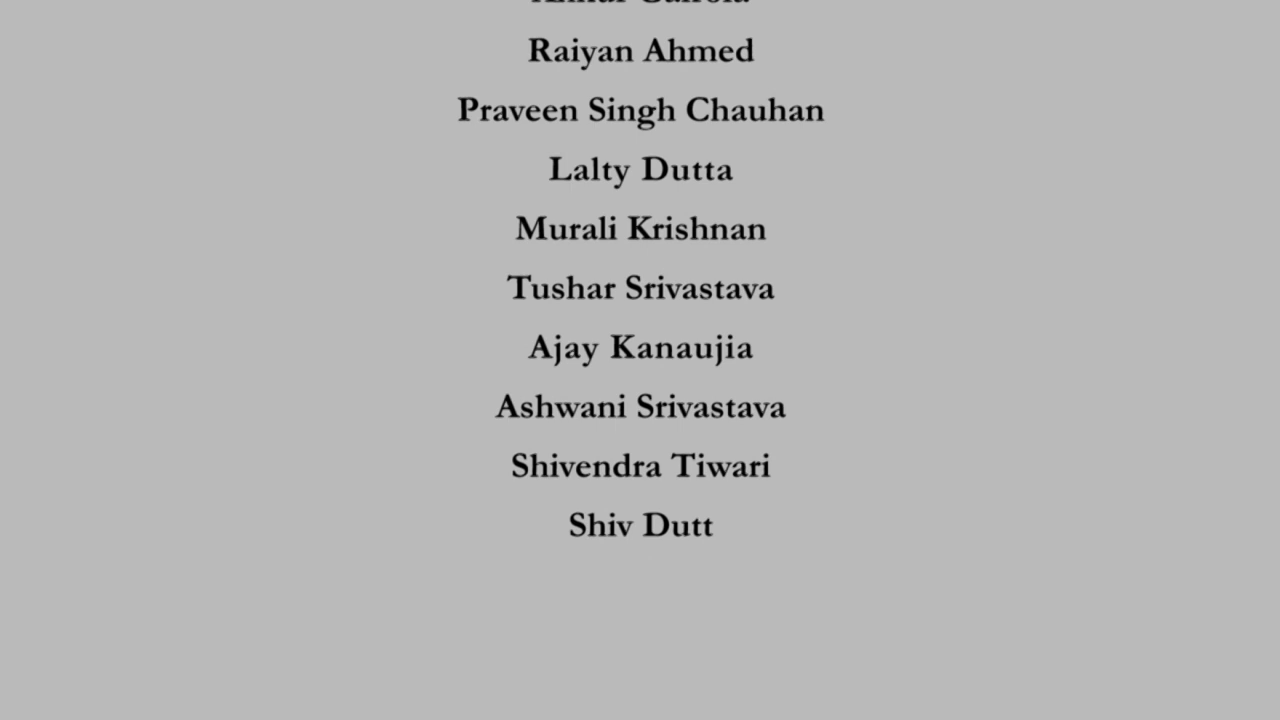 Raiyan Ahmed
Praveen Singh Chauhan
Lalty Dutta
Murali Krishnan
Tushar Srivastava
Ajay Kanaujia
Ashwani Srivastava
Shivendra Tiwari
Shiv Dutt